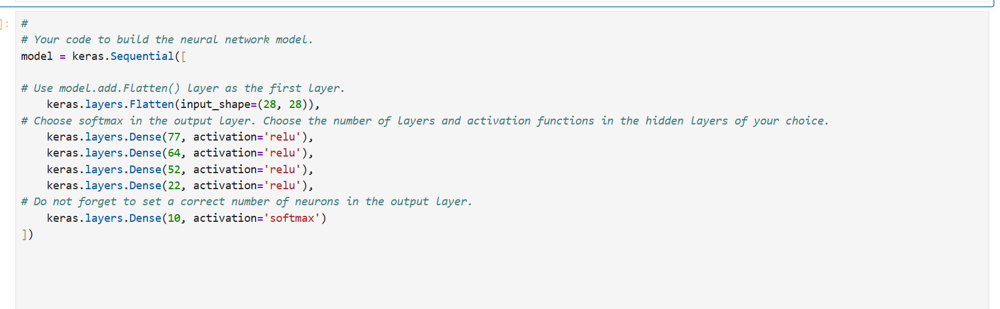 ]:
#
# Your code to build the neural network model.
model = keras.Sequential([
# Use model.add.Flatten() layer as the first layer.
    keras.layers.Flatten(input_shape=(28, 28)),
# Choose softmax in the output layer. Choose the number of layers and activation functions in the hidden layers of your choice.
    keras.layers.Dense(77, activation='relu'),
    keras.layers.Dense(64, activation='relu'),
    keras.layers.Dense(52, activation='relu'),
    keras.layers.Dense(22, activation='relu'),
# Do not forget to set a correct number of neurons in the output layer.
    keras.layers.Dense(10, activation='softmax')
])